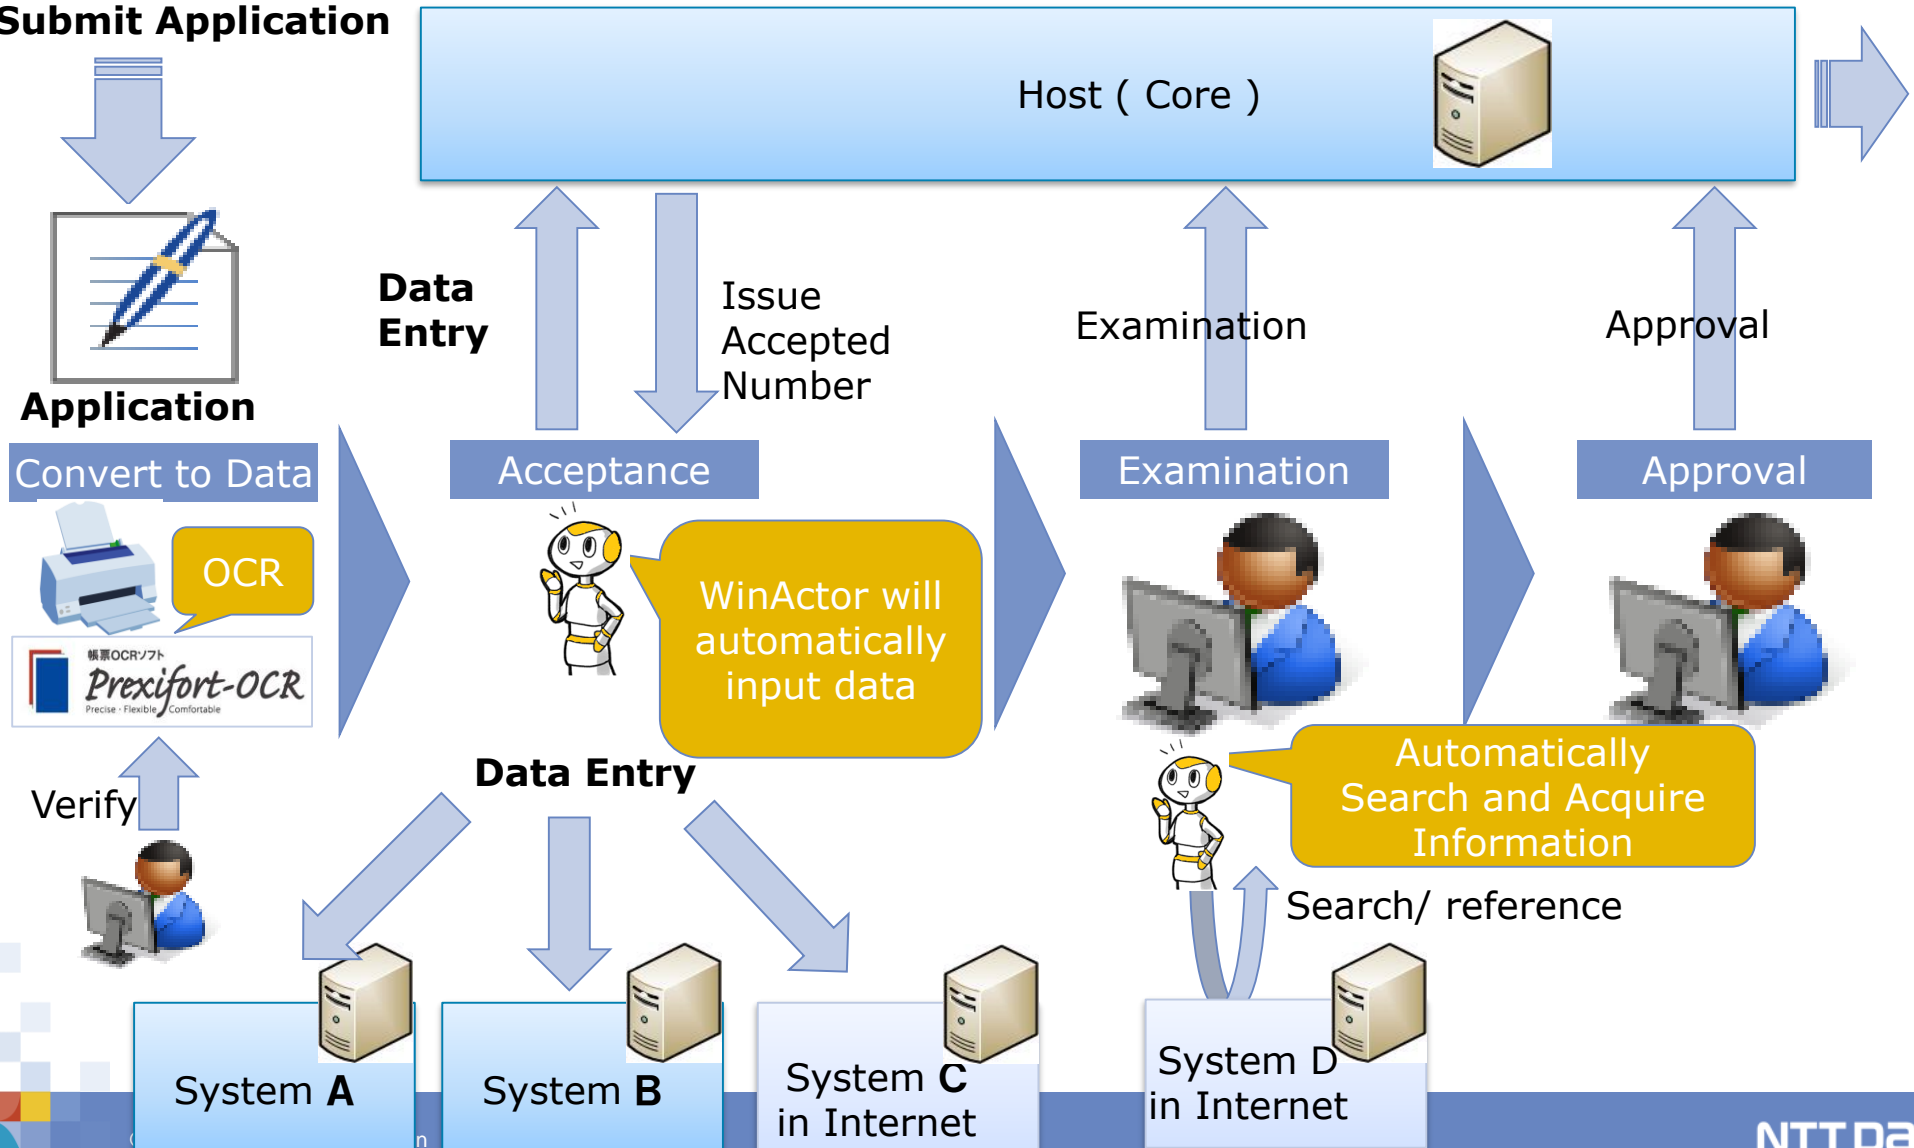 Submit Application
Host ( Core )
Data
Entry
Issue
Accepted
Number
Examination
Approval
Application
Convert to Data
Acceptance
Examination
Approval
OCR
WinActor will
automatically
input data
帳票OCRソフト
Prexifort-OCR
Precise・Flexible Comfortable
Verify
Data Entry
Automatically
Search and Acquire
Information
Search/ reference
System A
System B
System C
in Internet
System D
in Internet
NTT Da